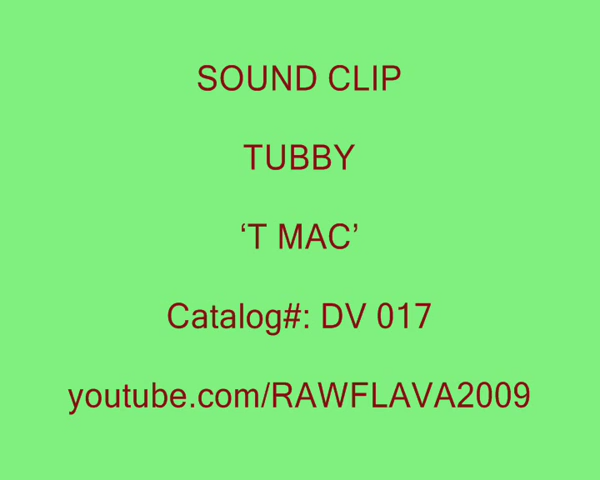 SOUND CLIP
TUBBY
‘T MAC’
Catalog#: DV 017
youtube.com/RAWFLAVA2009